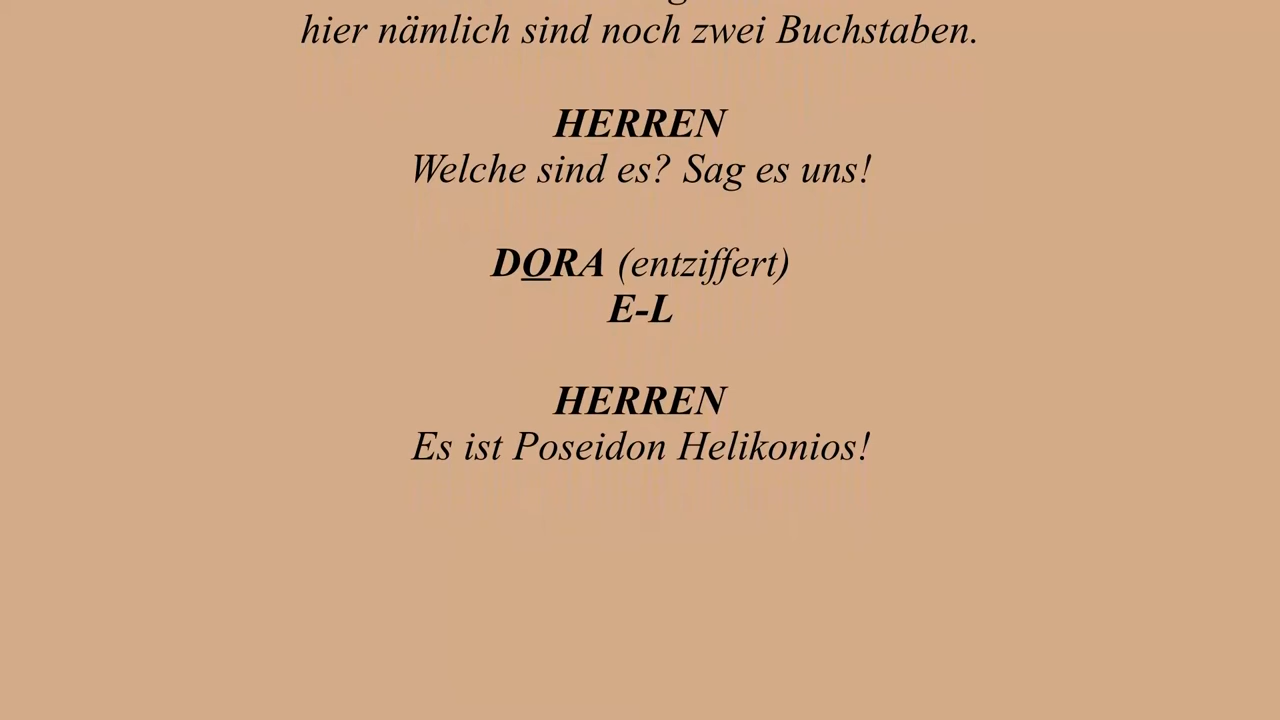 hier nämlich sind noch zwei Buchstaben.
HERREN
Welche sind es? Sag es uns!
DORA (entziffert)
E-L
HERREN
Es ist Poseidon Helikonios!